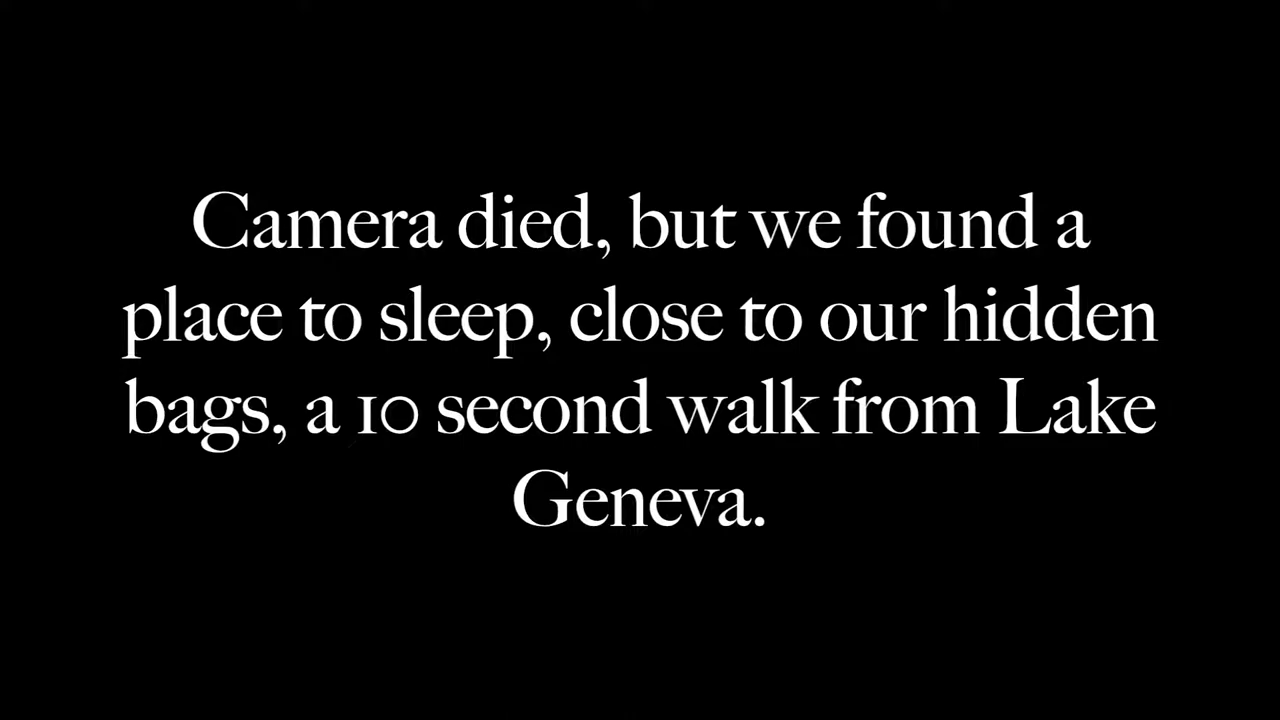 Camera died, but we found a
place to sleep, close to our hidden
bags, a 10 second walk from Lake
Geneva.